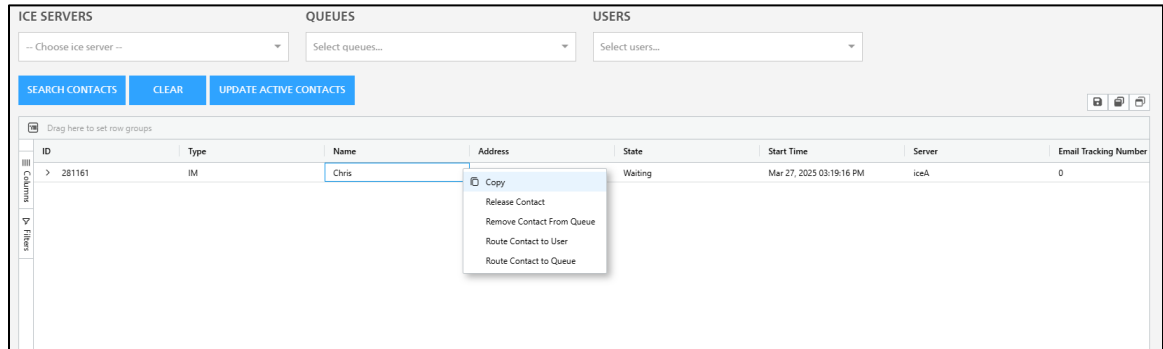 ICE SERVERS QUEUES USERS
-- Choose ice server -- Select queues... Select users...
SEARCH CONTACTS CLEAR UPDATE ACTIVE CONTACTS
Drag here to set row groups
ID Type Name Address State Start Time Server Email Tracking Number
281161 IM Chris Waiting Mar 27, 2025 03:19:16 PM iceA 0
Copy
Release Contact
Remove Contact From Queue
Route Contact to User
Route Contact to Queue
Columns
Filters